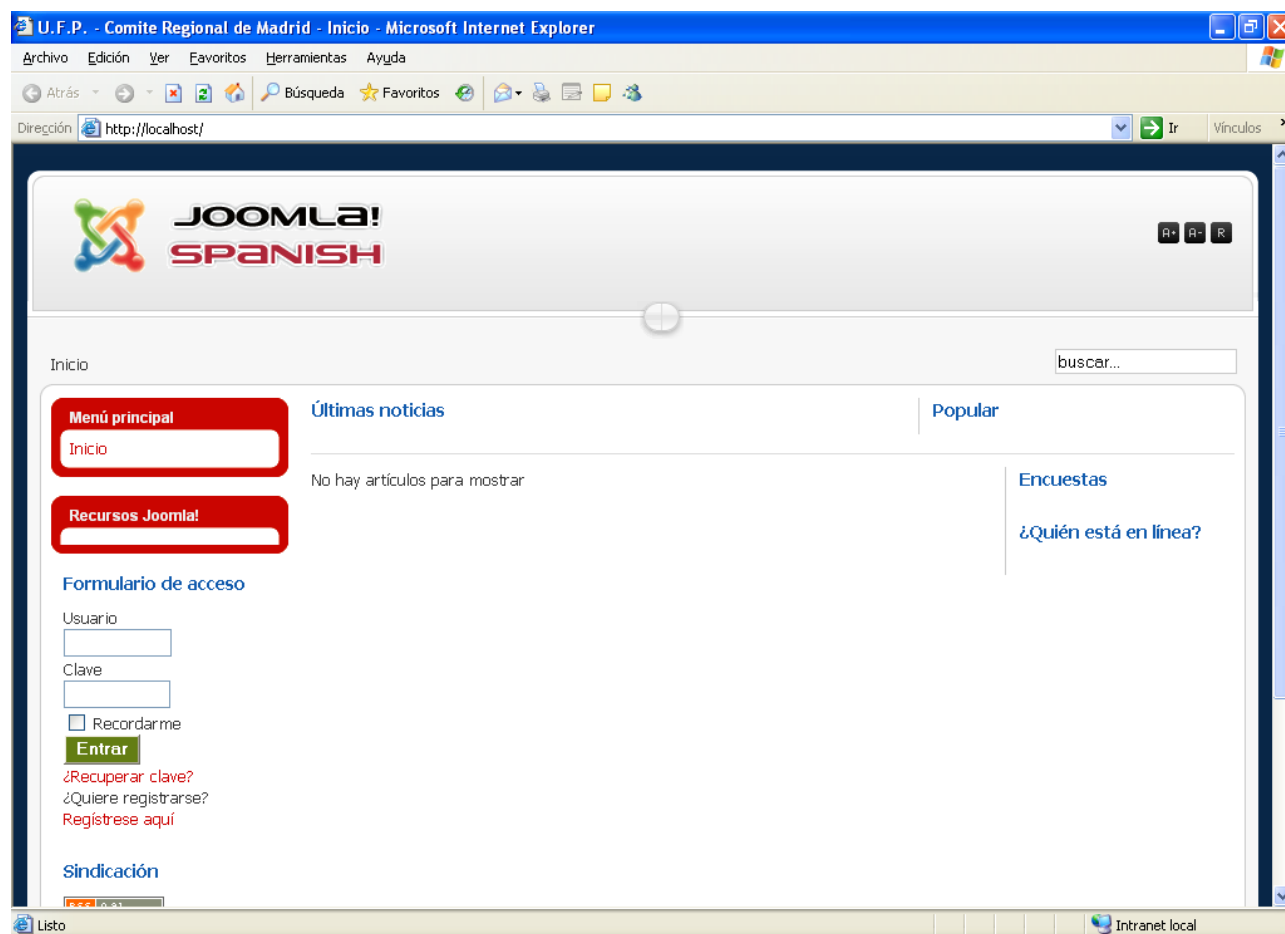 U.F.P. - Comite Regional de Madrid - Inicio - Microsoft Internet Explorer
Archivo Edición Ver Favoritos Herramientas Ayuda
Atrás Búsqueda Favoritos
Dirección http://localhost/ Ir Vínculos
JOOMLA!
SPANISH
A+ A- R
Inicio
buscar...
Menú principal
Inicio
Recursos Joomla!
Últimas noticias
Popular
No hay artículos para mostrar
Encuestas
¿Quién está en línea?
Formulario de acceso
Usuario
Clave
Recordarme
Entrar
¿Recuperar clave?
¿Quiere registrarse?
Regístrese aquí
Sindicación
RSS 0.91
Listo
Intranet local